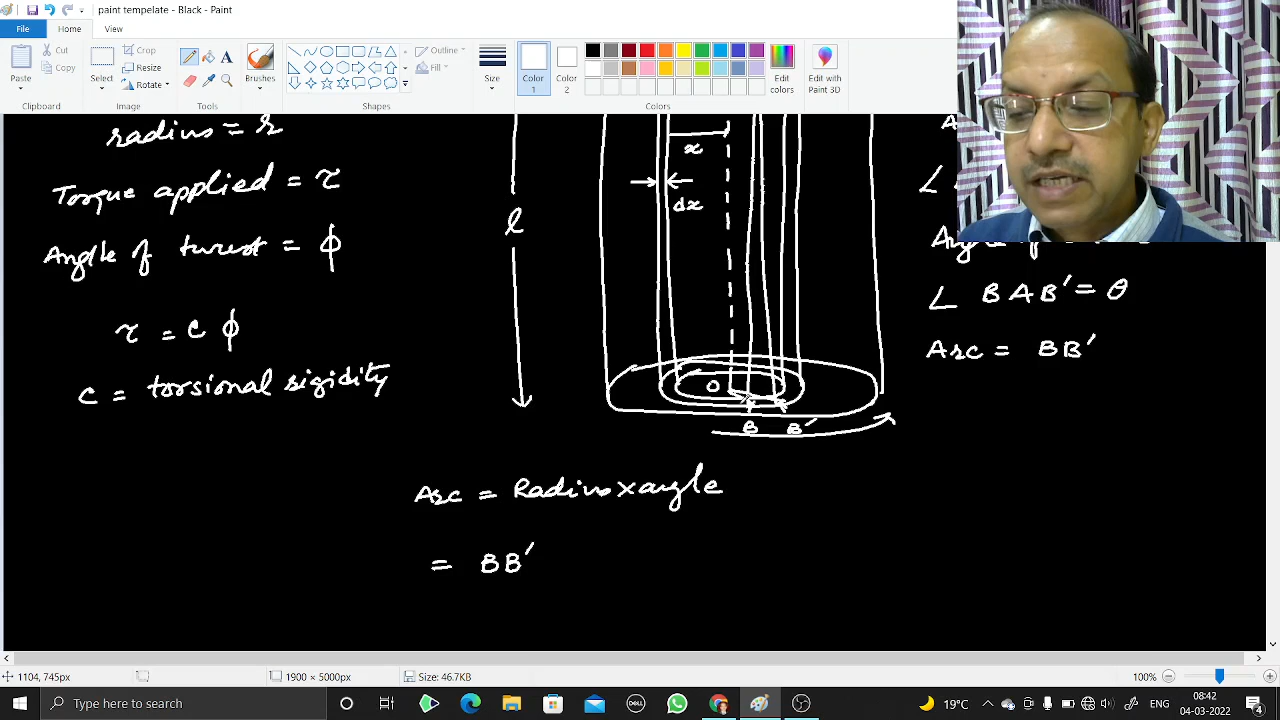 paint template - Black - Paint
File Home View
Paste Cut Copy
Clipboard
Select Crop Resize Rotate
Image
Tools
Brushes
Outline Fill
Shapes
Size
Color 1 Color 2
Edit colors
Colors
Edit with Paint 3D
radius = r
Torque applied = τ
Angle of twist = ϕ
τ = c ϕ
c = torsional rigidity
l
x
dx
O
B B′
∠ BAB′ = θ
Arc = BB′
Arc = Radius × angle
= BB′
1104, 745px
1900 × 5000px
Size: 46.7KB
100%
Type here to search
DELL
19°C
ENG
08:42
04-03-2022